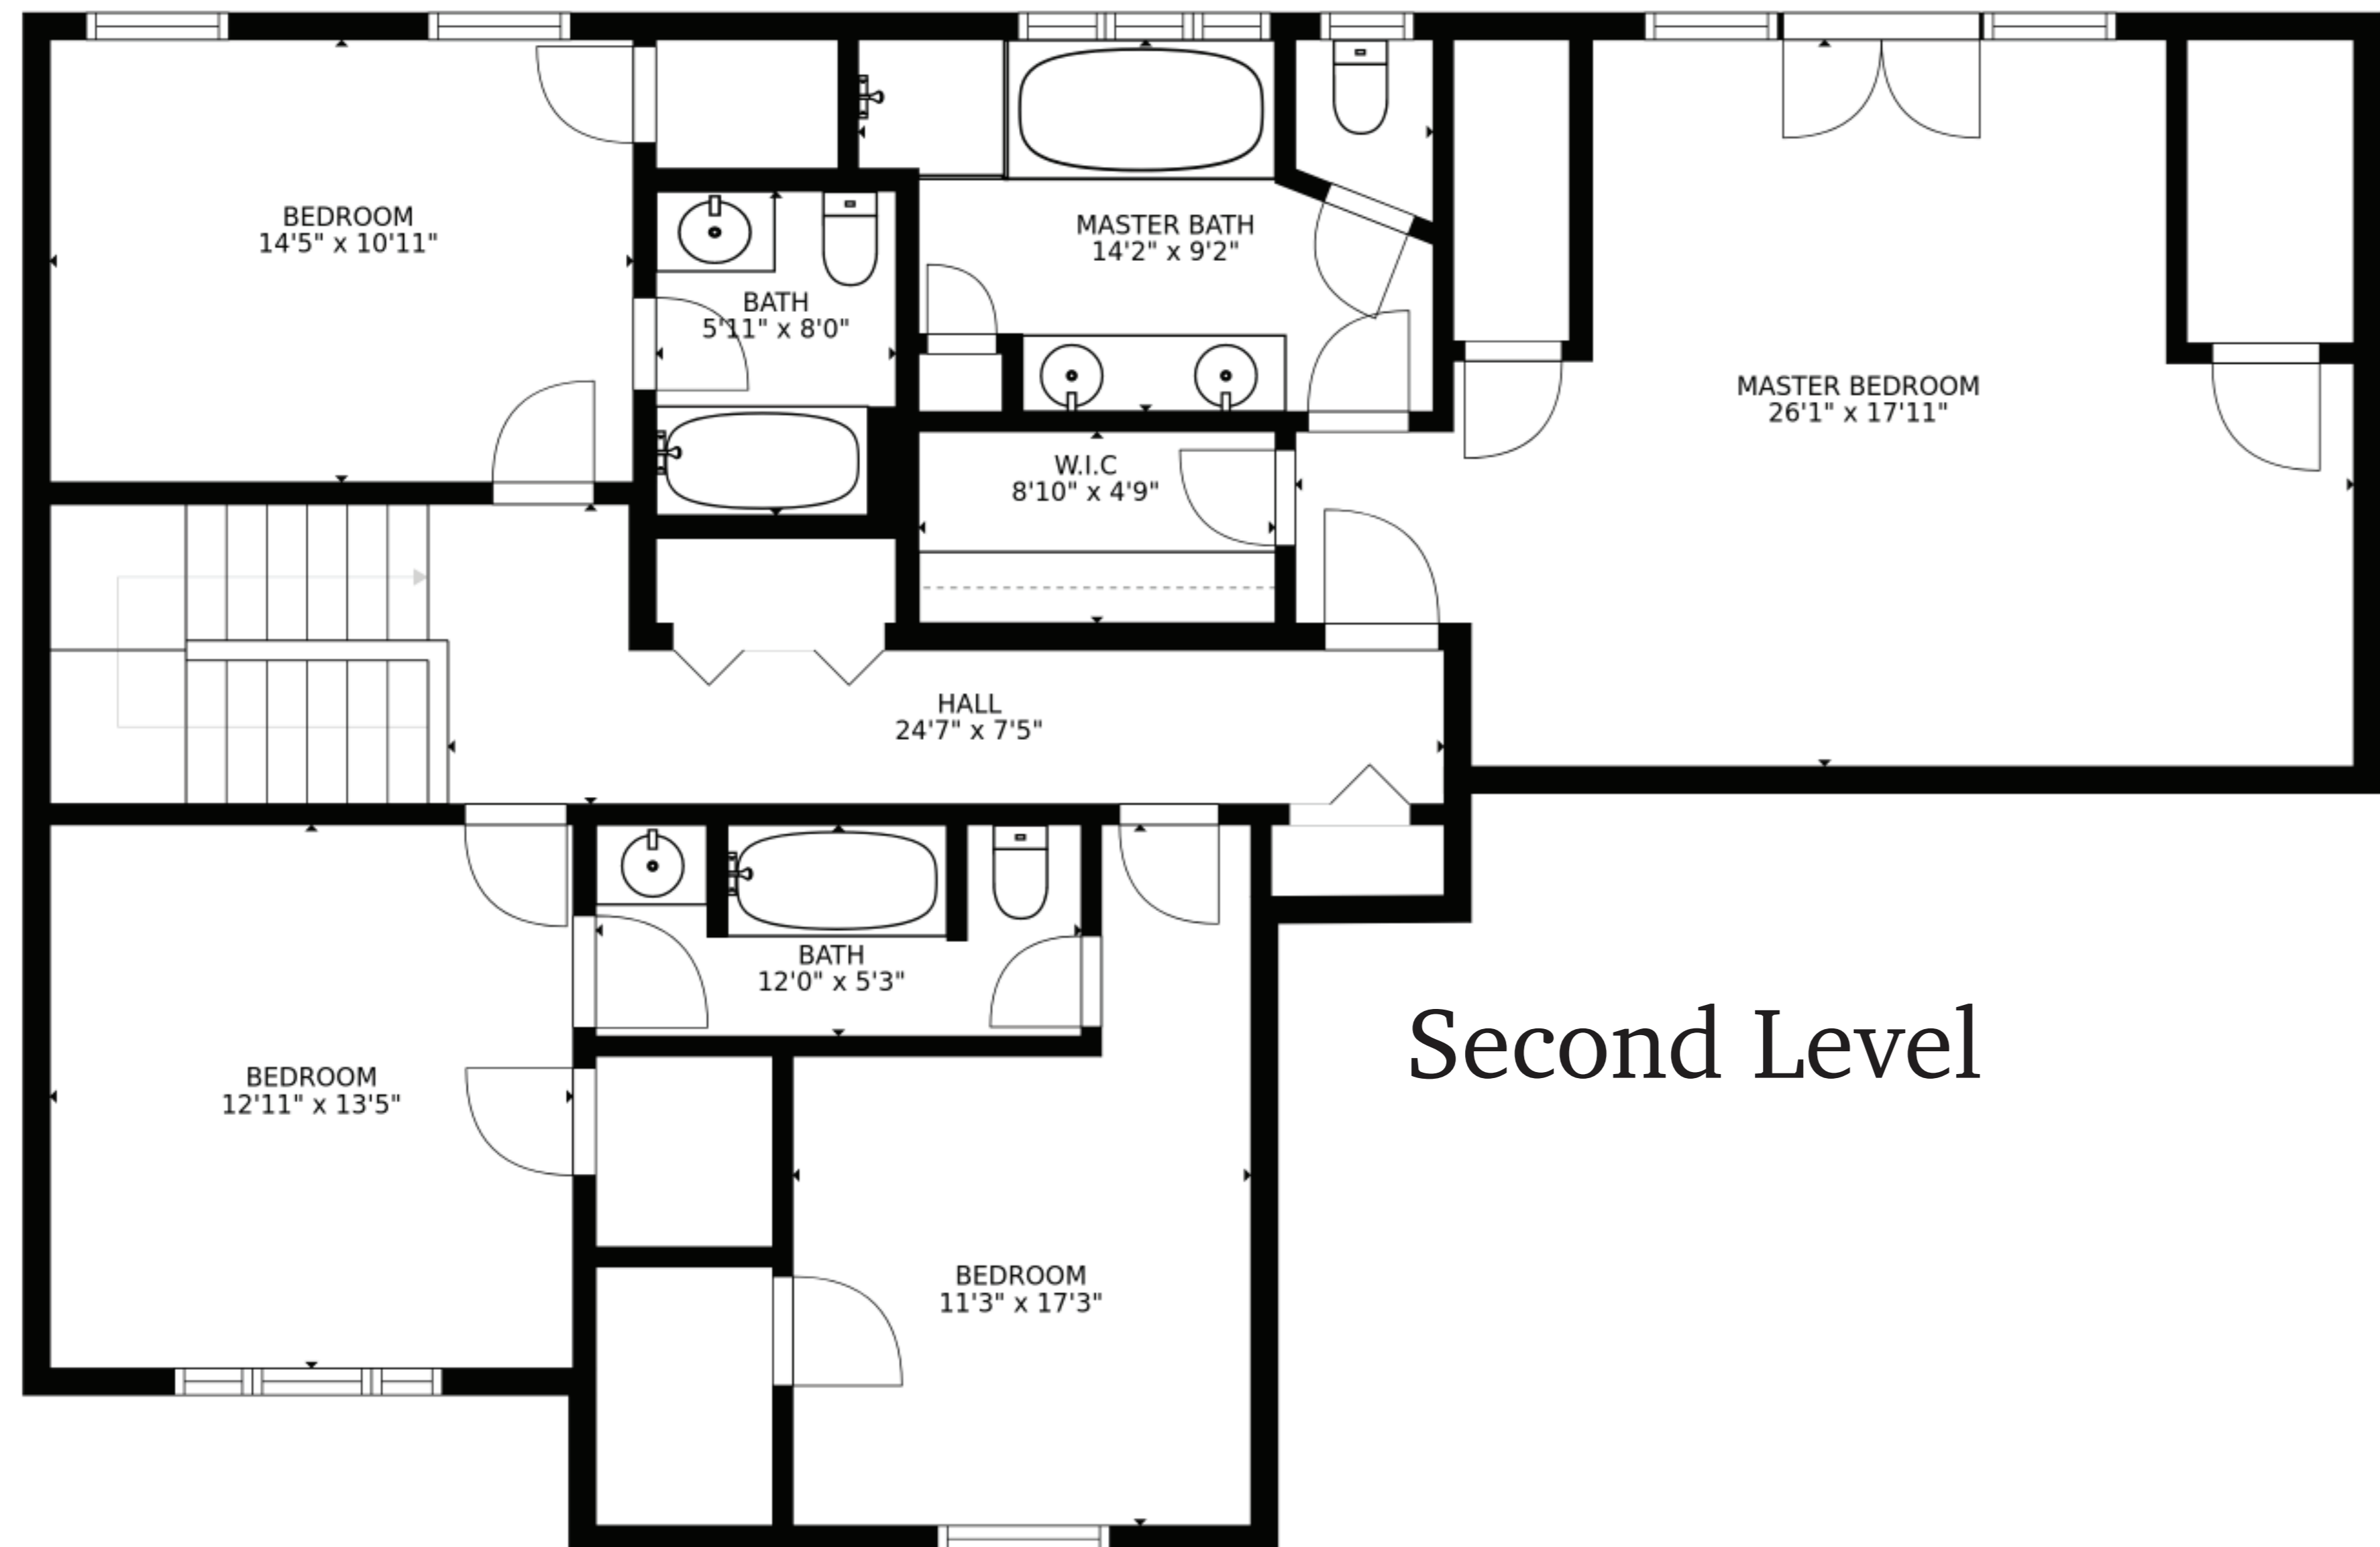 BEDROOM
14'5" x 10'11"
MASTER BATH
14'2" x 9'2"
BATH
5'11" x 8'0"
MASTER BEDROOM
26'1" x 17'11"
W.I.C
8'10" x 4'9"
HALL
24'7" x 7'5"
BATH
12'0" x 5'3"
Second Level
BEDROOM
12'11" x 13'5"
BEDROOM
11'3" x 17'3"